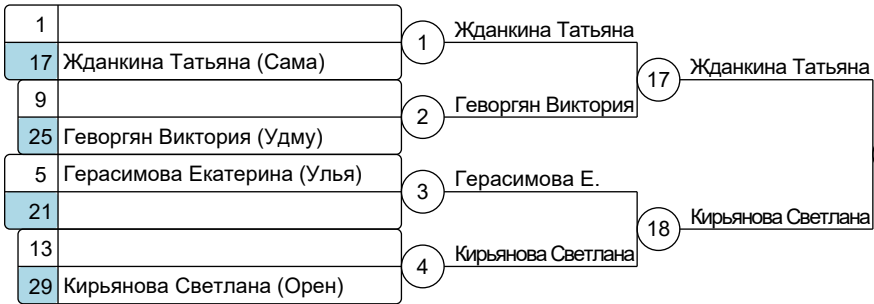 1
17 Жданкина Татьяна (Сама)
1
Жданкина Татьяна
9
25 Геворгян Виктория (Удму)
2
Геворгян Виктория
17
Жданкина Татьяна
5 Герасимова Екатерина (Улья)
21
3
Герасимова Е.
13
29 Кирьянова Светлана (Орен)
4
Кирьянова Светлана
18
Кирьянова Светлана